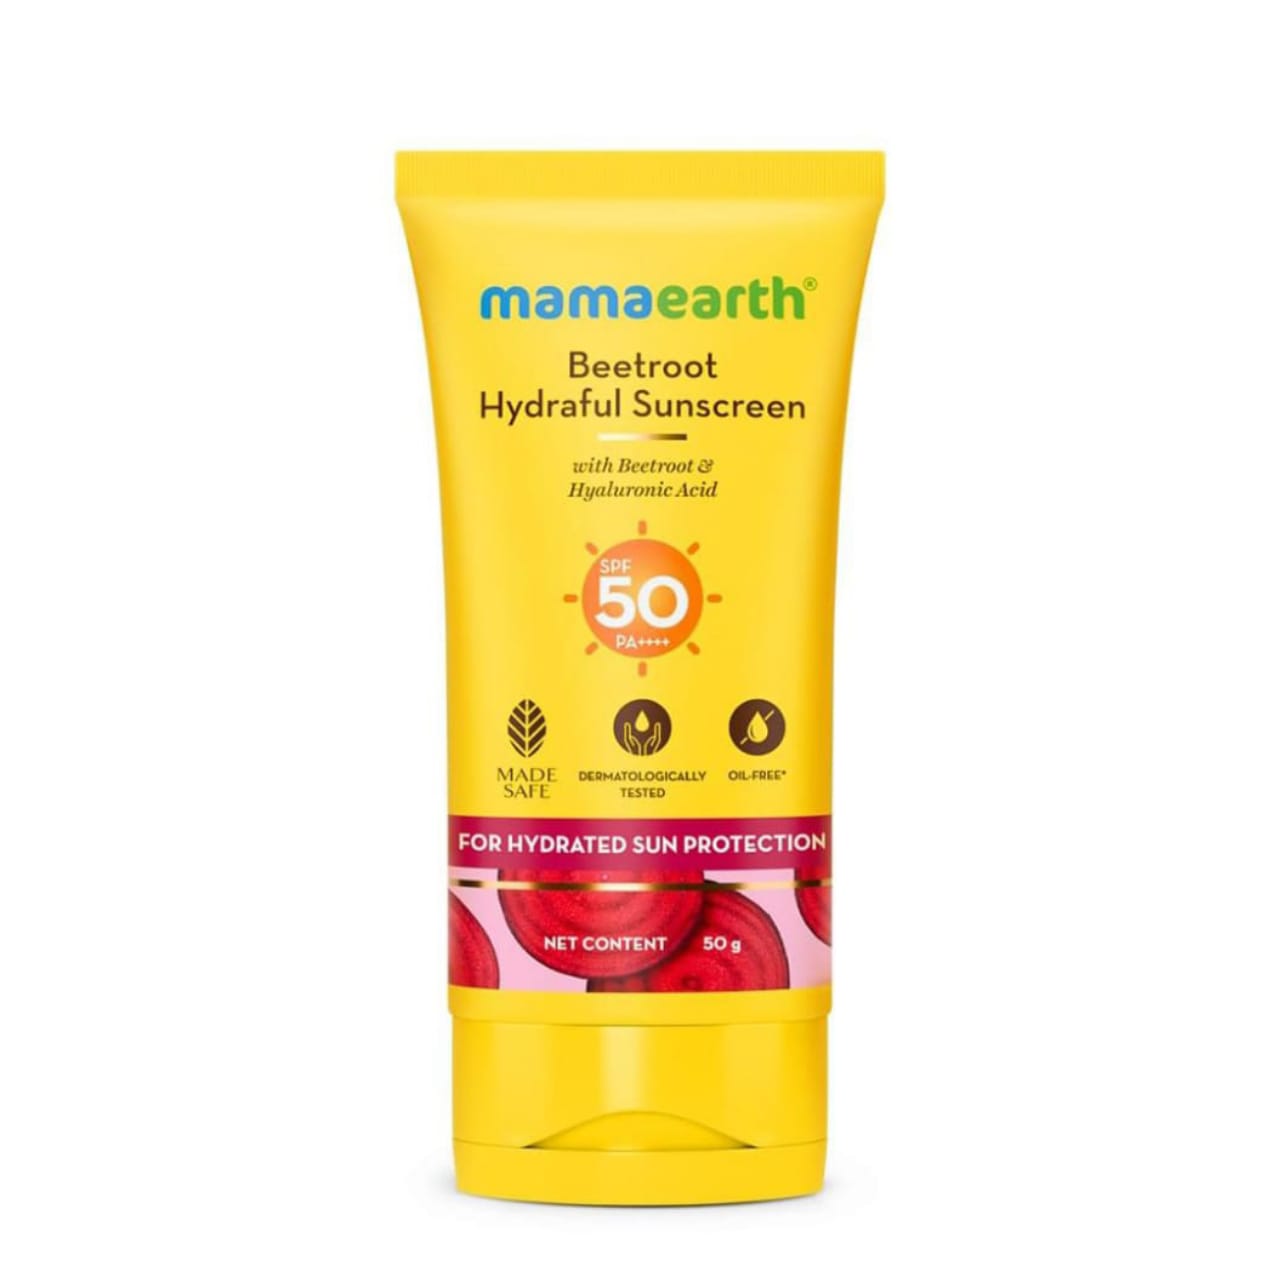 mamaearth®
Beetroot
Hydraful Sunscreen
with Beetroot &
Hyaluronic Acid
SPF
50
PA++++
MADE
SAFE
DERMATOLOGICALLY
TESTED
OIL-FREE*
FOR HYDRATED SUN PROTECTION
NET CONTENT 50 g